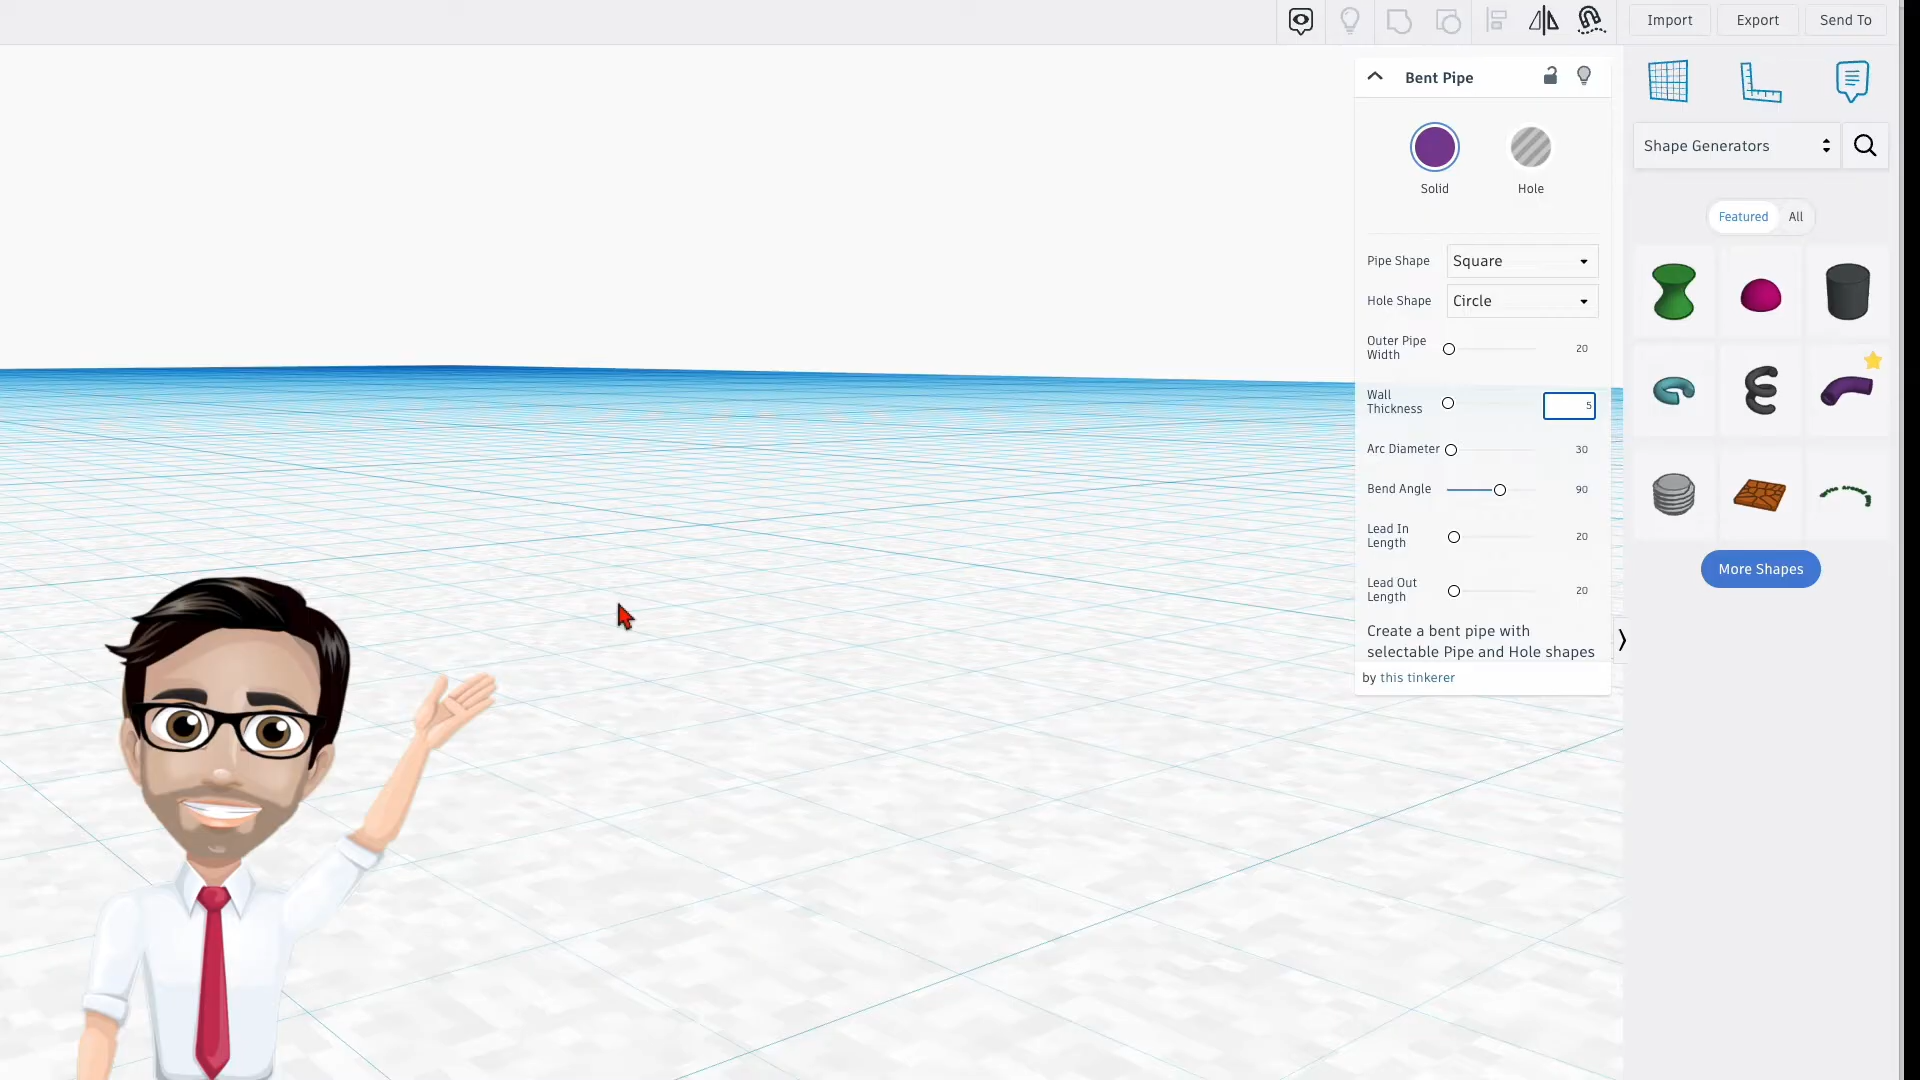 Import
Export
Send To
Bent Pipe
Solid
Hole
Pipe Shape
Square
Hole Shape
Circle
Outer Pipe
Width
20
Wall
Thickness
5
Arc Diameter
30
Bend Angle
90
Lead In
Length
20
Lead Out
Length
20
Create a bent pipe with
selectable Pipe and Hole shapes
by this tinkerer
Shape Generators
Featured
All
More Shapes